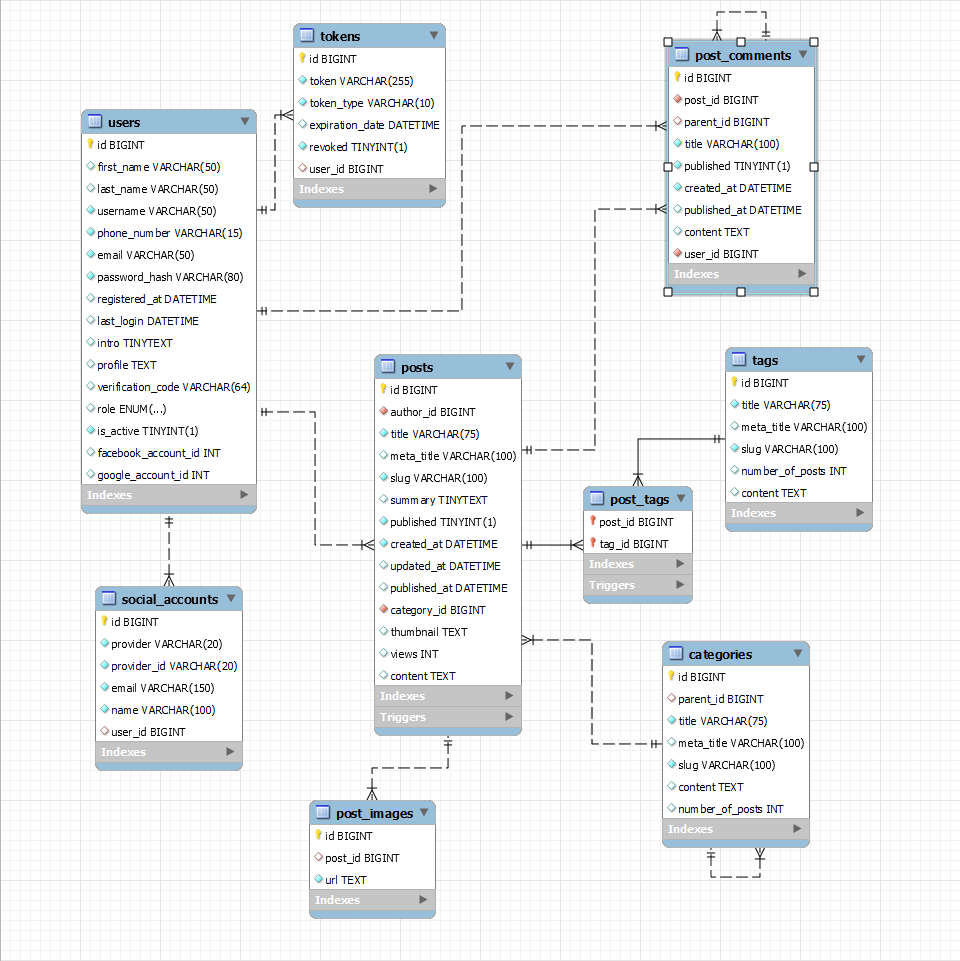 tokens
id BIGINT
token VARCHAR(255)
token_type VARCHAR(10)
expiration_date DATETIME
revoked TINYINT(1)
user_id BIGINT
Indexes
post_comments
id BIGINT
post_id BIGINT
parent_id BIGINT
title VARCHAR(100)
published TINYINT(1)
created_at DATETIME
published_at DATETIME
content TEXT
user_id BIGINT
Indexes
users
id BIGINT
first_name VARCHAR(50)
last_name VARCHAR(50)
username VARCHAR(50)
phone_number VARCHAR(15)
email VARCHAR(50)
password_hash VARCHAR(80)
registered_at DATETIME
last_login DATETIME
intro TINYTEXT
profile TEXT
verification_code VARCHAR(64)
role ENUM(...)
is_active TINYINT(1)
facebook_account_id INT
google_account_id INT
Indexes
posts
id BIGINT
author_id BIGINT
title VARCHAR(75)
meta_title VARCHAR(100)
slug VARCHAR(100)
summary TINYTEXT
published TINYINT(1)
created_at DATETIME
updated_at DATETIME
published_at DATETIME
category_id BIGINT
thumbnail TEXT
views INT
content TEXT
Indexes
Triggers
tags
id BIGINT
title VARCHAR(75)
meta_title VARCHAR(100)
slug VARCHAR(100)
number_of_posts INT
content TEXT
Indexes
post_tags
post_id BIGINT
tag_id BIGINT
Indexes
Triggers
social_accounts
id BIGINT
provider VARCHAR(20)
provider_id VARCHAR(20)
email VARCHAR(150)
name VARCHAR(100)
user_id BIGINT
Indexes
categories
id BIGINT
parent_id BIGINT
title VARCHAR(75)
meta_title VARCHAR(100)
slug VARCHAR(100)
content TEXT
number_of_posts INT
Indexes
post_images
id BIGINT
post_id BIGINT
url TEXT
Indexes